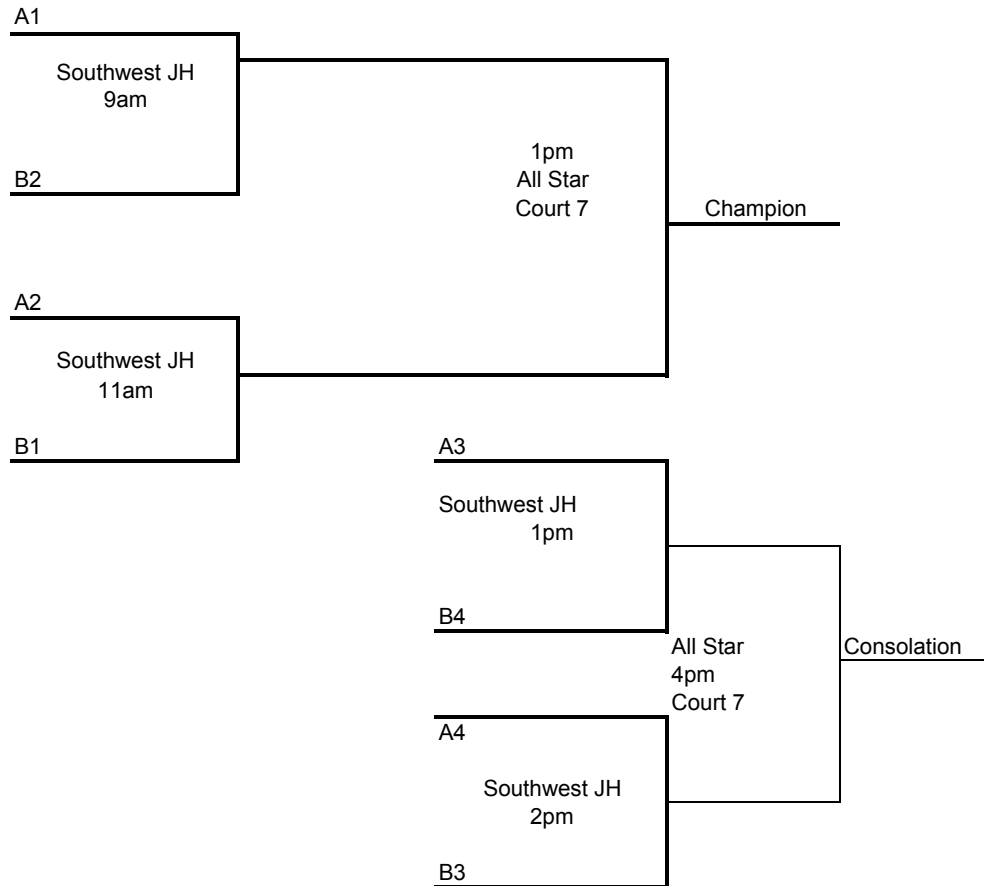 A1
Southwest JH
9am
B2
1pm
All Star
Court 7
Champion
A2
Southwest JH
11am
B1
A3
Southwest JH
1pm
B4
All Star
4pm
Court 7
Consolation
A4
Southwest JH
2pm
B3